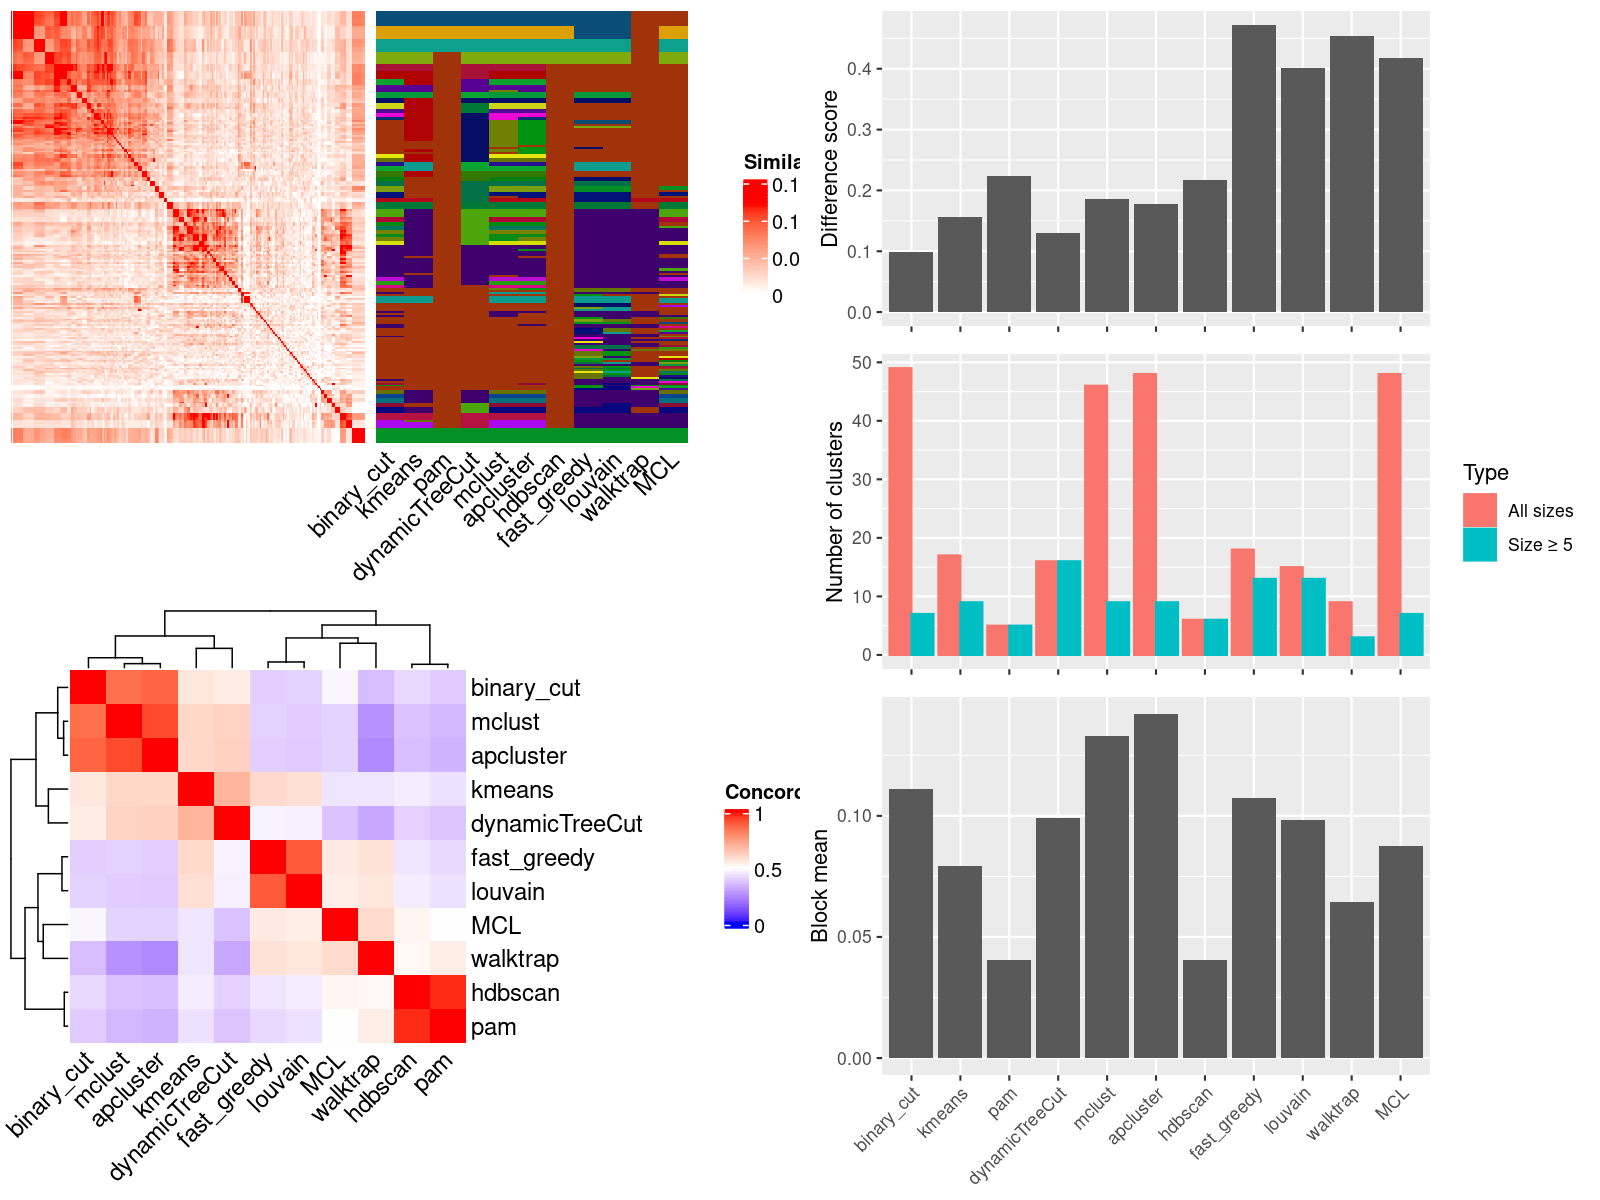 Simila
0.1
0.1
0.0
0
binary_cut
kmeans
pam
dynamicTreeCut
mclust
apcluster
hdbscan
fast_greedy
louvain
walktrap
MCL
binary_cut
mclust
apcluster
kmeans
dynamicTreeCut
fast_greedy
louvain
MCL
walktrap
hdbscan
pam
binary_cut
mclust
apcluster
kmeans
dynamicTreeCut
fast_greedy
louvain
MCL
walktrap
hdbscan
pam
Concord
1
0.5
0
Difference score
0.4
0.3
0.2
0.1
0.0
Number of clusters
50
40
30
20
10
0
Type
All sizes
Size ≥ 5
Block mean
0.10
0.05
0.00
binary_cut
kmeans
pam
dynamicTreeCut
mclust
apcluster
hdbscan
fast_greedy
louvain
walktrap
MCL